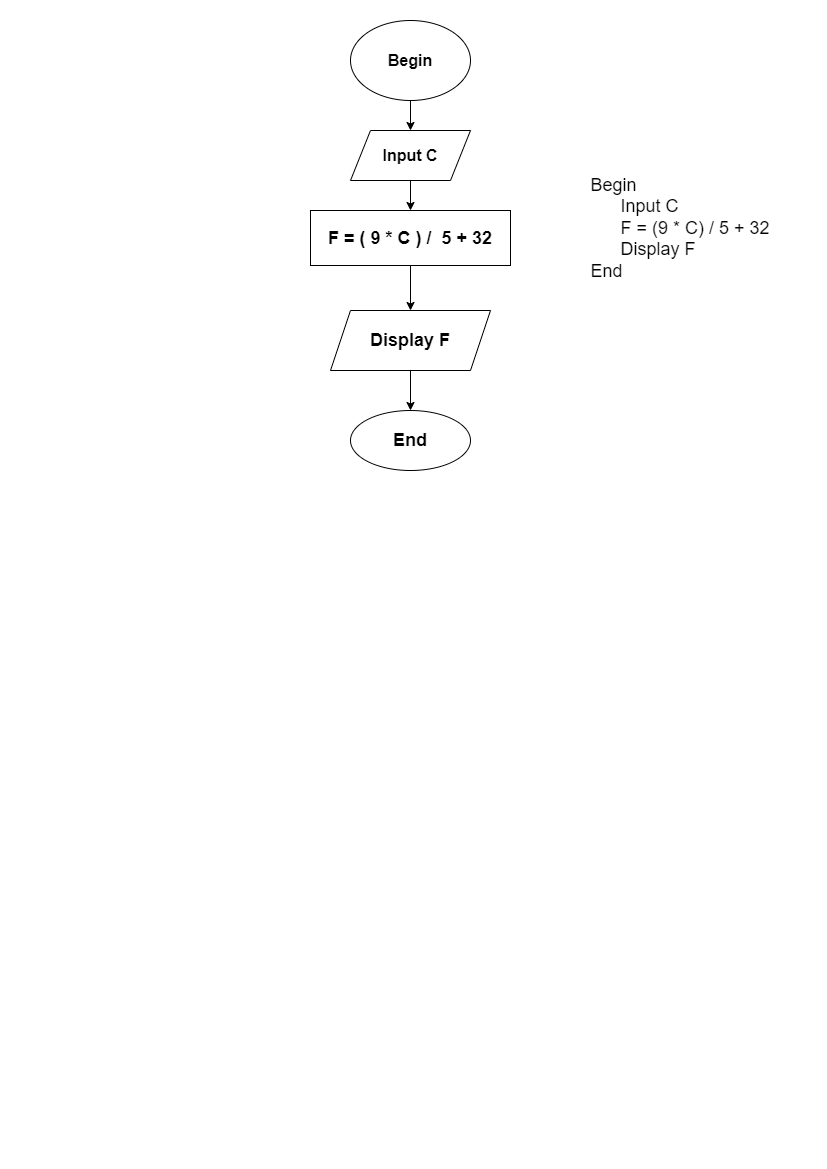 Begin
Input C
F = ( 9 * C ) /  5 + 32
Display F
End
Begin
Input C
F = (9 * C) / 5 + 32
Display F
End